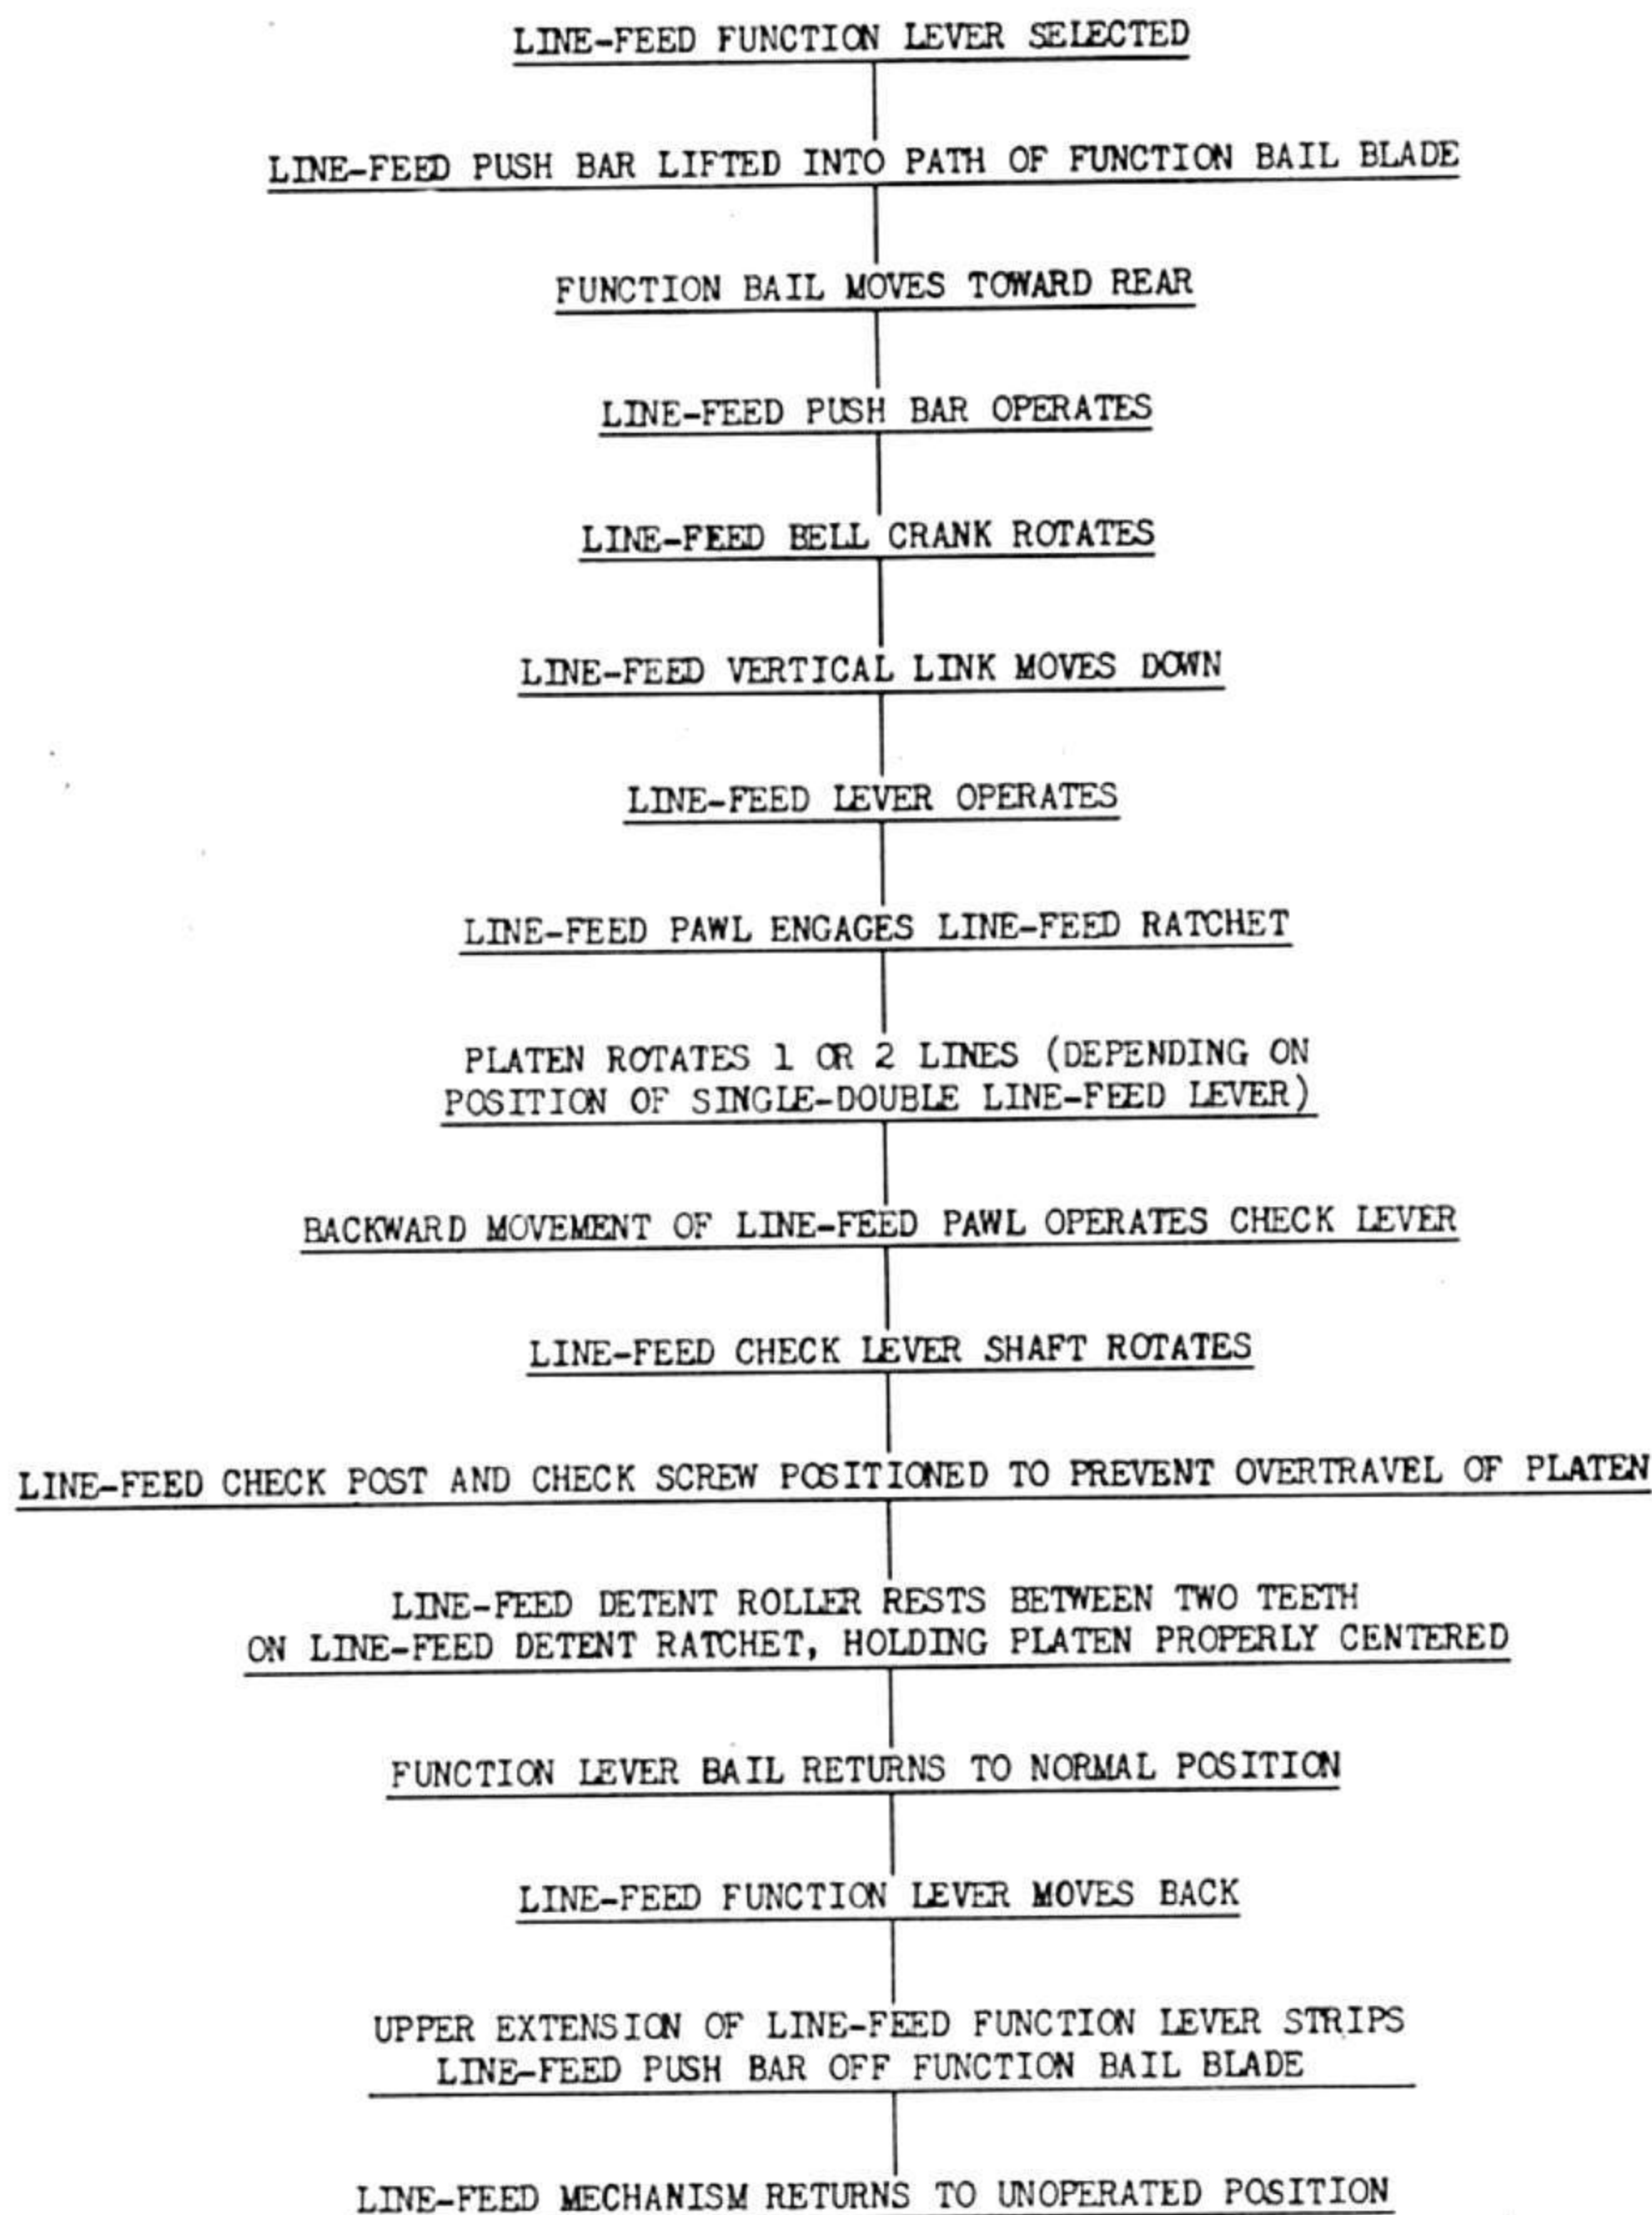 LINE-FEED FUNCTION LEVER SELECTED
LINE-FEED PUSH BAR LIFTED INTO PATH OF FUNCTION BAIL BLADE
FUNCTION BAIL MOVES TOWARD REAR
LINE-FEED PUSH BAR OPERATES
LINE-FEED BELL CRANK ROTATES
LINE-FEED VERTICAL LINK MOVES DOWN
LINE-FEED LEVER OPERATES
LINE-FEED PAWL ENGAGES LINE-FEED RATCHET
PLATEN ROTATES 1 OR 2 LINES (DEPENDING ON
POSITION OF SINGLE-DOUBLE LINE-FEED LEVER)
BACKWARD MOVEMENT OF LINE-FEED PAWL OPERATES CHECK LEVER
LINE-FEED CHECK LEVER SHAFT ROTATES
LINE-FEED CHECK POST AND CHECK SCREW POSITIONED TO PREVENT OVERTRAVEL OF PLATEN
LINE-FEED DETENT ROLLER RESTS BETWEEN TWO TEETH
ON LINE-FEED DETENT RATCHET, HOLDING PLATEN PROPERLY CENTERED
FUNCTION LEVER BAIL RETURNS TO NORMAL POSITION
LINE-FEED FUNCTION LEVER MOVES BACK
UPPER EXTENSION OF LINE-FEED FUNCTION LEVER STRIPS
LINE-FEED PUSH BAR OFF FUNCTION BAIL BLADE
LINE-FEED MECHANISM RETURNS TO UNOPERATED POSITION